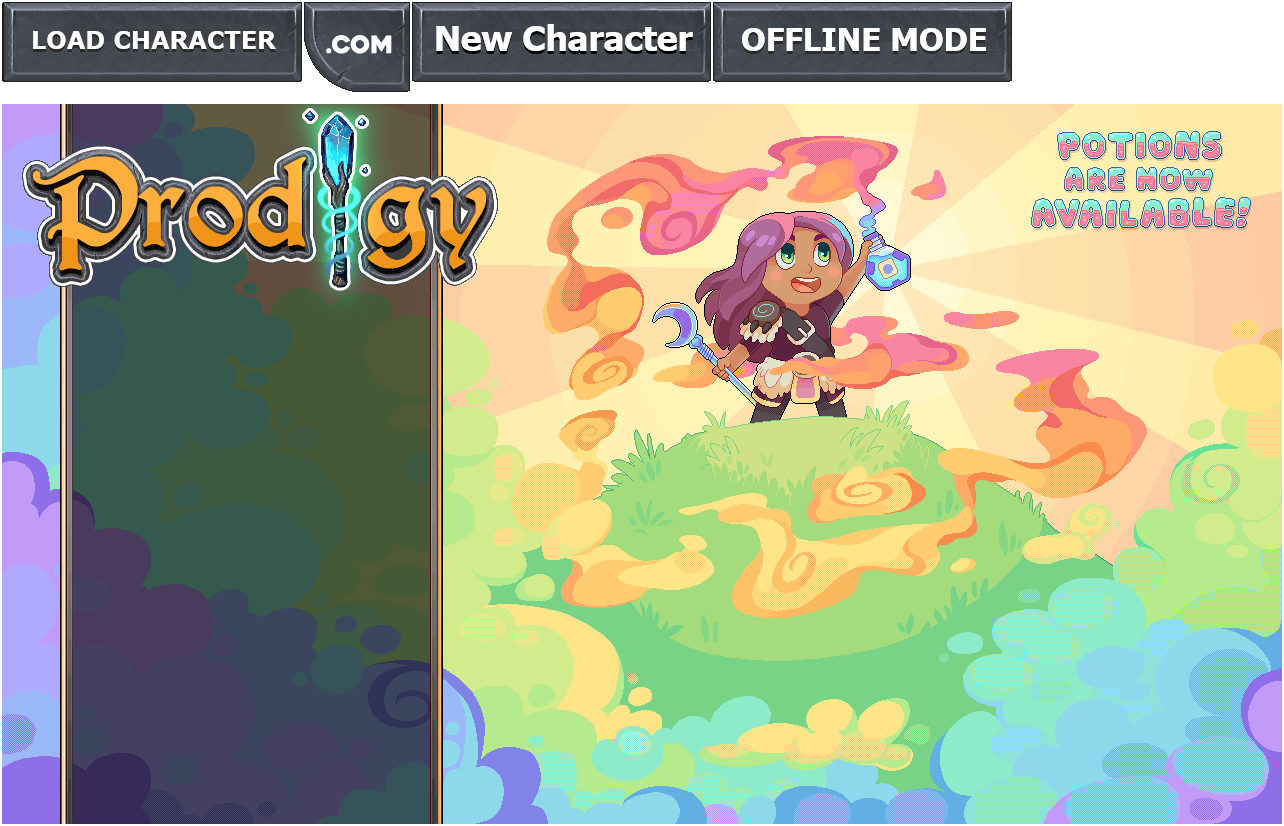 LOAD CHARACTER
.COM
New Character
OFFLINE MODE
Prodigy
POTIONS
ARE NOW
AVAILABLE!